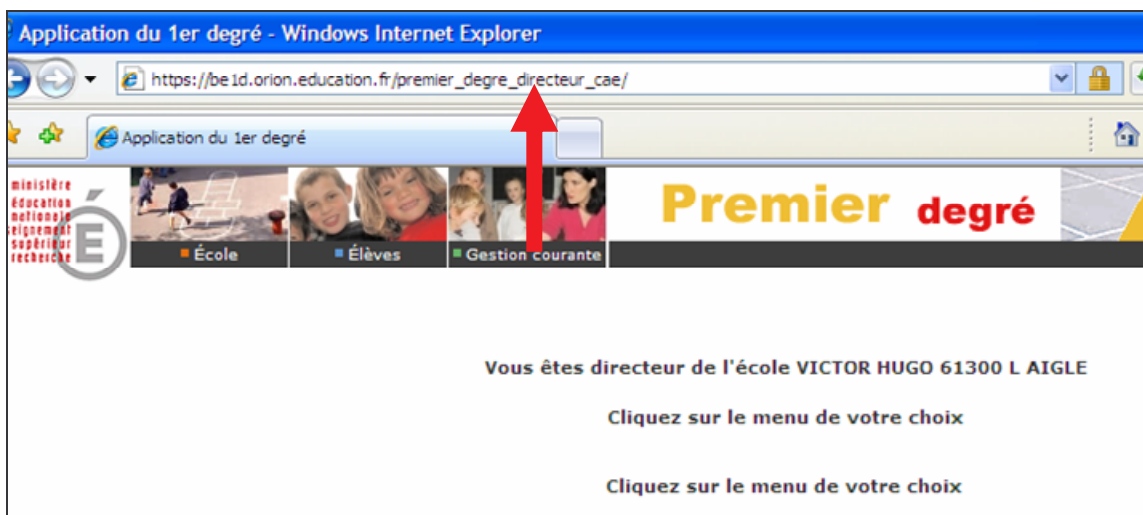 Application du 1er degré - Windows Internet Explorer
https://be1d.orion.education.fr/premier_degre_directeur_cae/
Application du 1er degré
ministère
éducation
nationale
enseignement
supérieur
recherche
É
École
Élèves
Gestion courante
Premier degré
Vous êtes directeur de l'école VICTOR HUGO 61300 L AIGLE
Cliquez sur le menu de votre choix
Cliquez sur le menu de votre choix